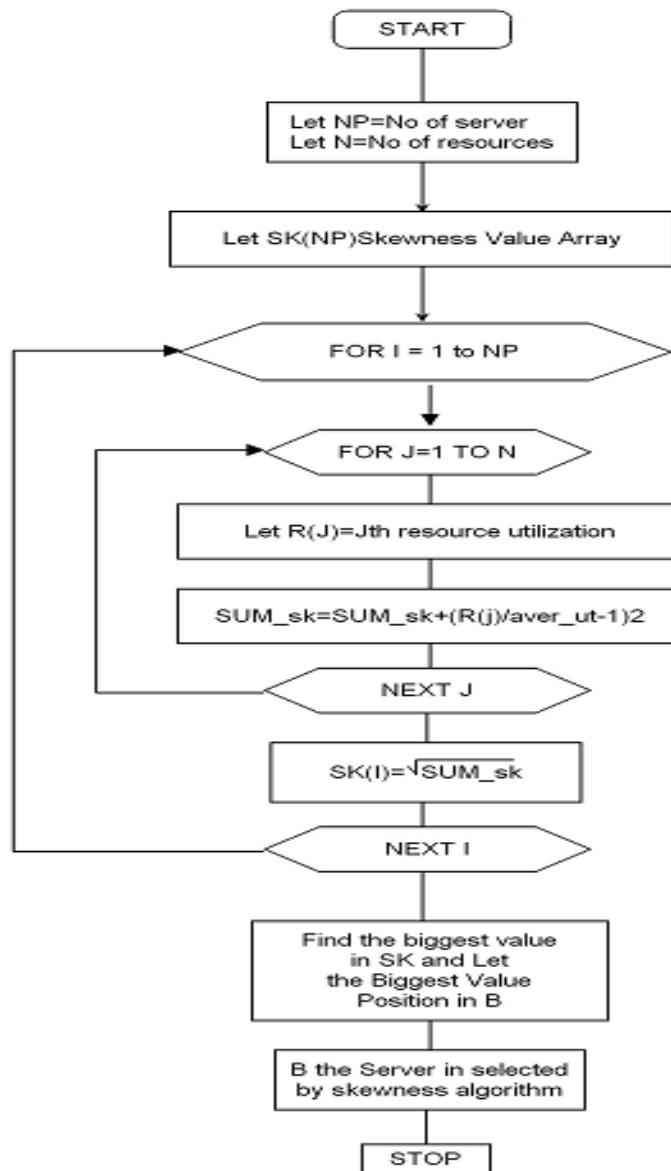 START
Let NP=No of server
Let N=No of resources
Let SK(NP)Skewness Value Array
FOR I = 1 to NP
FOR J=1 TO N
Let R(J)=Jth resource utilization
SUM_sk=SUM_sk+(R(j)/aver_ut-1)2
NEXT J
SK(I)=√SUM_sk
NEXT I
Find the biggest value
in SK and Let
the Biggest Value
Position in B
B the Server in selected
by skewness algorithm
STOP